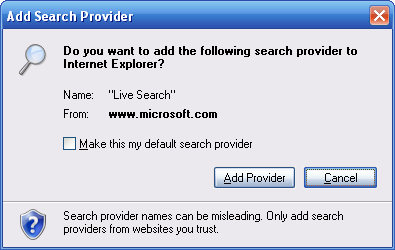 Add Search Provider
Do you want to add the following search provider to
Internet Explorer?
Name: "Live Search"
From: www.microsoft.com
Make this my default search provider
Add Provider Cancel
Search provider names can be misleading. Only add search
providers from websites you trust.